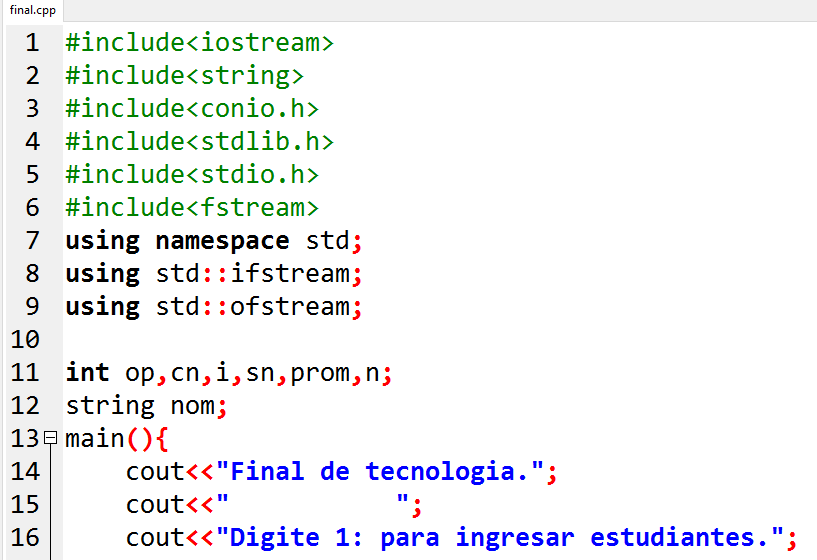 final.cpp
1 #include<iostream>
2 #include<string>
3 #include<conio.h>
4 #include<stdlib.h>
5 #include<stdio.h>
6 #include<fstream>
7 using namespace std;
8 using std::ifstream;
9 using std::ofstream;
10
11 int op,cn,i,sn,prom,n;
12 string nom;
13 main(){
14     cout<<"Final de tecnologia.";
15     cout<<"           ";
16     cout<<"Digite 1: para ingresar estudiantes.";